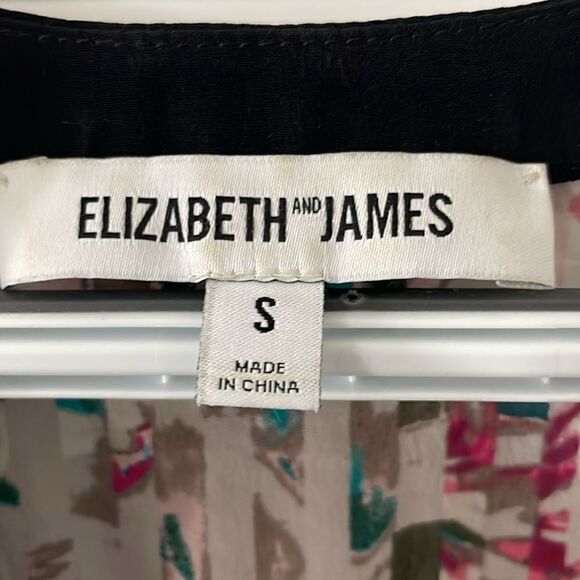 ELIZABETH AND JAMES
S
MADE
IN CHINA